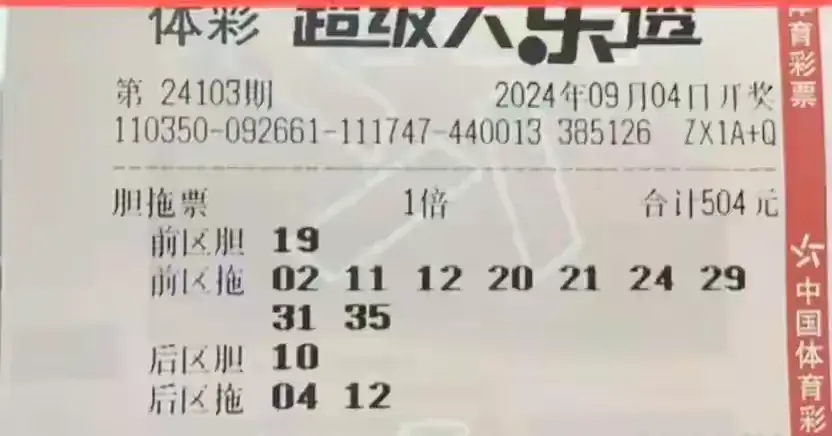 体彩 超级大乐透
第 24103期 2024年09月04日开奖
110350-092661-111747-440013 385126 ZX1A+Q
胆拖票 1倍 合计504元
前区胆 19
前区拖 02 11 12 20 21 24 29
31 35
后区胆 10
后区拖 04 12
体育彩票
中国体育彩